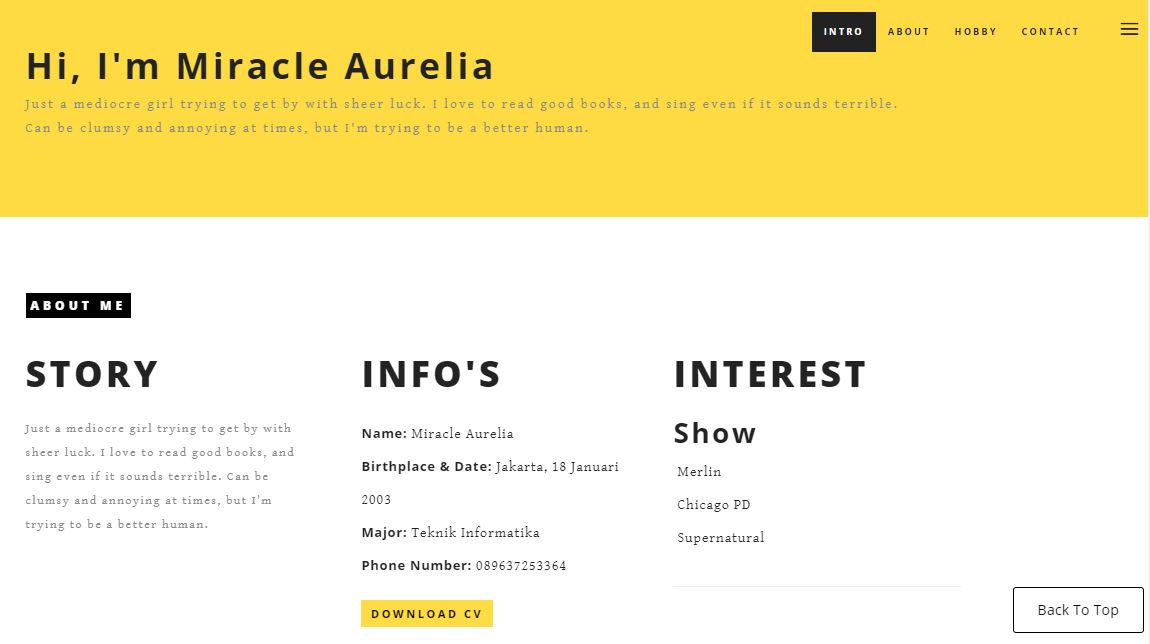 INTRO ABOUT HOBBY CONTACT
Hi, I'm Miracle Aurelia
Just a mediocre girl trying to get by with sheer luck. I love to read good books, and sing even if it sounds terrible.
Can be clumsy and annoying at times, but I'm trying to be a better human.
ABOUT ME
STORY
Just a mediocre girl trying to get by with
sheer luck. I love to read good books, and
sing even if it sounds terrible. Can be
clumsy and annoying at times, but I'm
trying to be a better human.
INFO'S
Name: Miracle Aurelia
Birthplace & Date: Jakarta, 18 Januari
2003
Major: Teknik Informatika
Phone Number: 089637253364
DOWNLOAD CV
INTEREST
Show
Merlin
Chicago PD
Supernatural
Back To Top